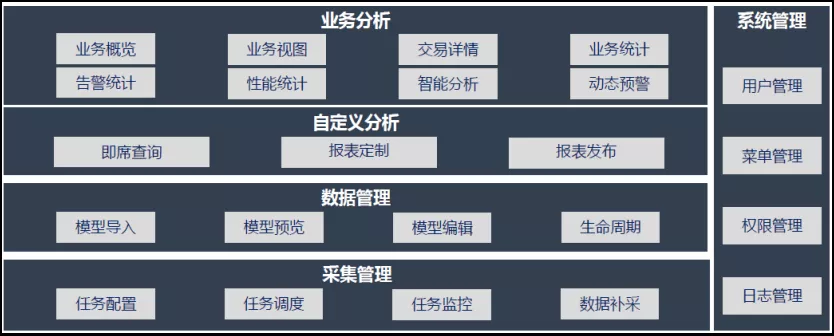 业务分析
业务概览 业务视图 交易详情 业务统计
告警统计 性能统计 智能分析 动态预警
自定义分析
即席查询 报表定制 报表发布
数据管理
模型导入 模型预览 模型编辑 生命周期
采集管理
任务配置 任务调度 任务监控 数据补采
系统管理
用户管理
菜单管理
权限管理
日志管理